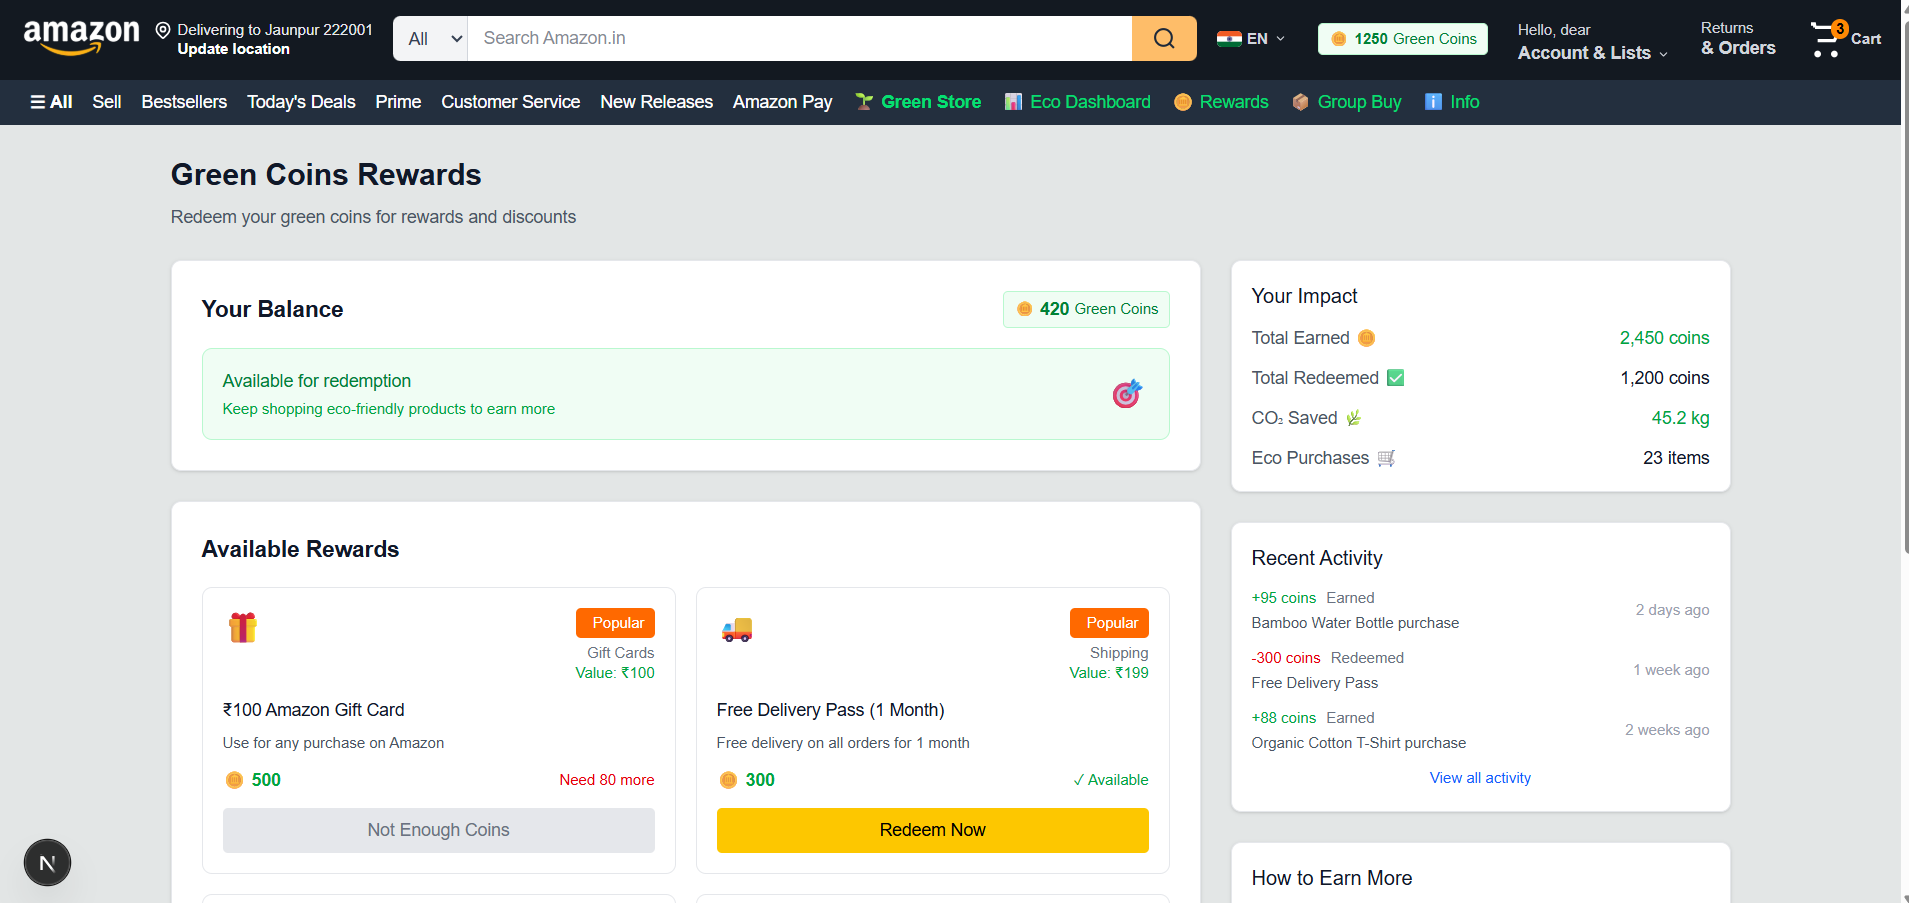 amazon
Delivering to Jaunpur 222001
Update location
All
Search Amazon.in
EN
1250 Green Coins
Hello, dear
Account & Lists
Returns
& Orders
3
Cart
All
Sell
Bestsellers
Today's Deals
Prime
Customer Service
New Releases
Amazon Pay
Green Store
Eco Dashboard
Rewards
Group Buy
Info
Green Coins Rewards
Redeem your green coins for rewards and discounts
Your Balance
420 Green Coins
Available for redemption
Keep shopping eco-friendly products to earn more
Available Rewards
Popular
Gift Cards
Value: ₹100
₹100 Amazon Gift Card
Use for any purchase on Amazon
500
Need 80 more
Not Enough Coins
Popular
Shipping
Value: ₹199
Free Delivery Pass (1 Month)
Free delivery on all orders for 1 month
300
✓ Available
Redeem Now
Your Impact
Total Earned
2,450 coins
Total Redeemed
1,200 coins
CO₂ Saved
45.2 kg
Eco Purchases
23 items
Recent Activity
+95 coins Earned
Bamboo Water Bottle purchase
2 days ago
-300 coins Redeemed
Free Delivery Pass
1 week ago
+88 coins Earned
Organic Cotton T-Shirt purchase
2 weeks ago
View all activity
How to Earn More
N